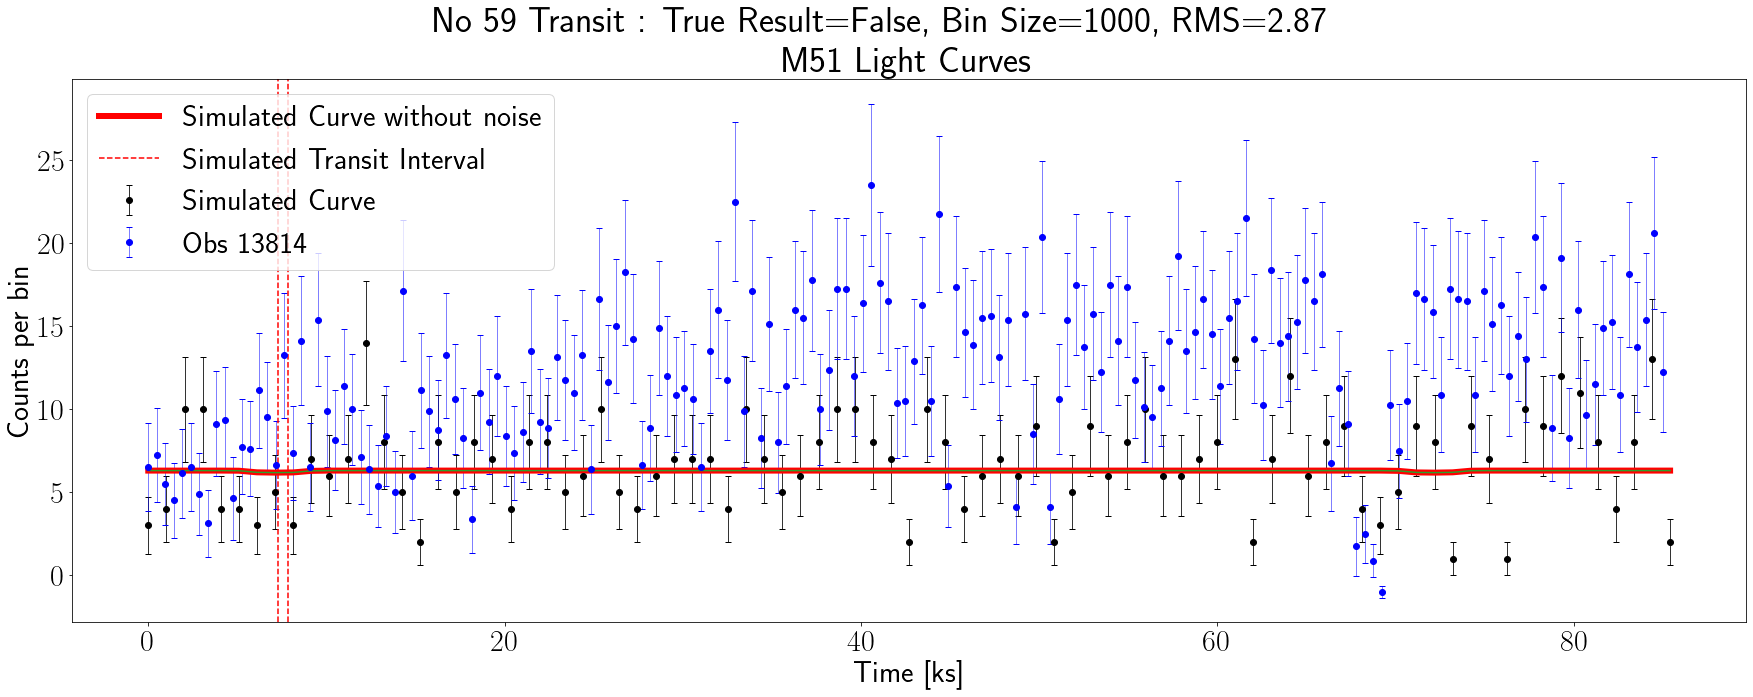 No 59 Transit : True Result=False, Bin Size=1000, RMS=2.87
M51 Light Curves
Simulated Curve without noise
Simulated Transit Interval
Simulated Curve
Obs 13814
Counts per bin
25
20
15
10
5
0
0 20 40 60 80
Time [ks]